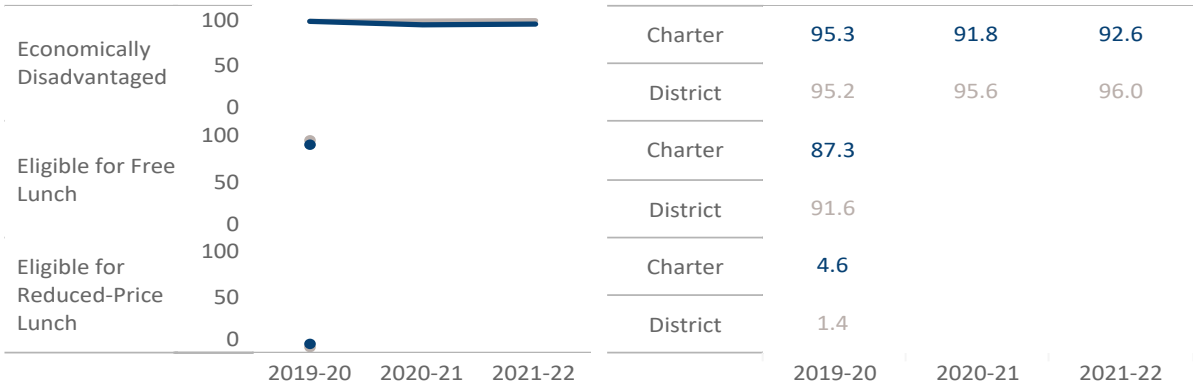 Economically
Disadvantaged
100
50
0
Charter 95.3 91.8 92.6
District 95.2 95.6 96.0
Eligible for Free
Lunch
100
50
0
Charter 87.3
District 91.6
Eligible for
Reduced-Price
Lunch
100
50
0
Charter 4.6
District 1.4
2019-20 2020-21 2021-22
2019-20 2020-21 2021-22